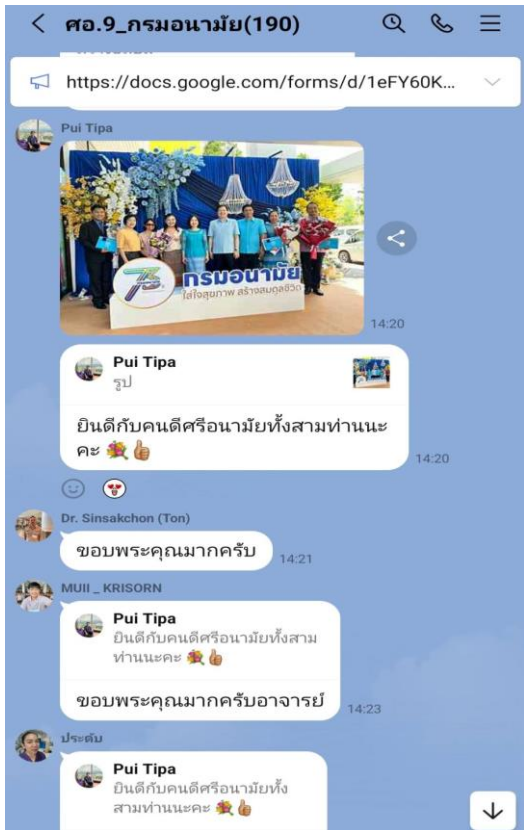 ศอ.9_กรมอนามัย(190)
https://docs.google.com/forms/d/1eFY60K...
Pui Tipa
กรมอนามัย
ใส่ใจสุขภาพ สร้างสมดุลชีวิต
14:20
Pui Tipa
รูป
ยินดีกับคนดีศรีอนามัยทั้งสามท่านนะ
คะ 💐👍
14:20
Dr. Sinsakchon (Ton)
ขอบพระคุณมากครับ
14:21
MUII _ KRISORN
Pui Tipa
ยินดีกับคนดีศรีอนามัยทั้งสาม
ท่านนะคะ 💐👍
ขอบพระคุณมากครับอาจารย์
14:23
ประดับ
Pui Tipa
ยินดีกับคนดีศรีอนามัยทั้ง
สามท่านนะคะ 💐👍